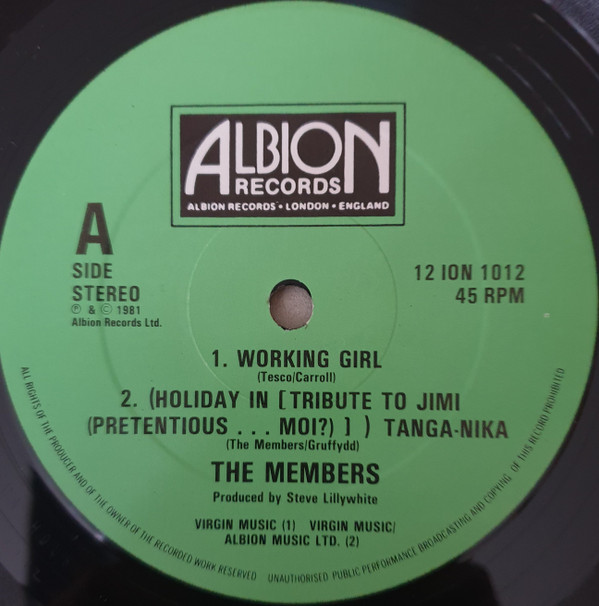 ALBION
RECORDS
ALBION RECORDS • LONDON • ENGLAND
A
SIDE
STEREO
℗ & © 1981
Albion Records Ltd.
12 ION 1012
45 RPM
1. WORKING GIRL
(Tesco/Carroll)
2. (HOLIDAY IN [TRIBUTE TO JIMI
(PRETENTIOUS . . . MOI?) ] ) TANGA-NIKA
(The Members/Gruffydd)
THE MEMBERS
Produced by Steve Lillywhite
VIRGIN MUSIC (1) VIRGIN MUSIC/
ALBION MUSIC LTD. (2)
ALL RIGHTS OF THE PRODUCER AND OF THE OWNER OF THE RECORDED WORK RESERVED UNAUTHORISED PUBLIC PERFORMANCE BROADCASTING AND COPYING OF THIS RECORD PROHIBITED